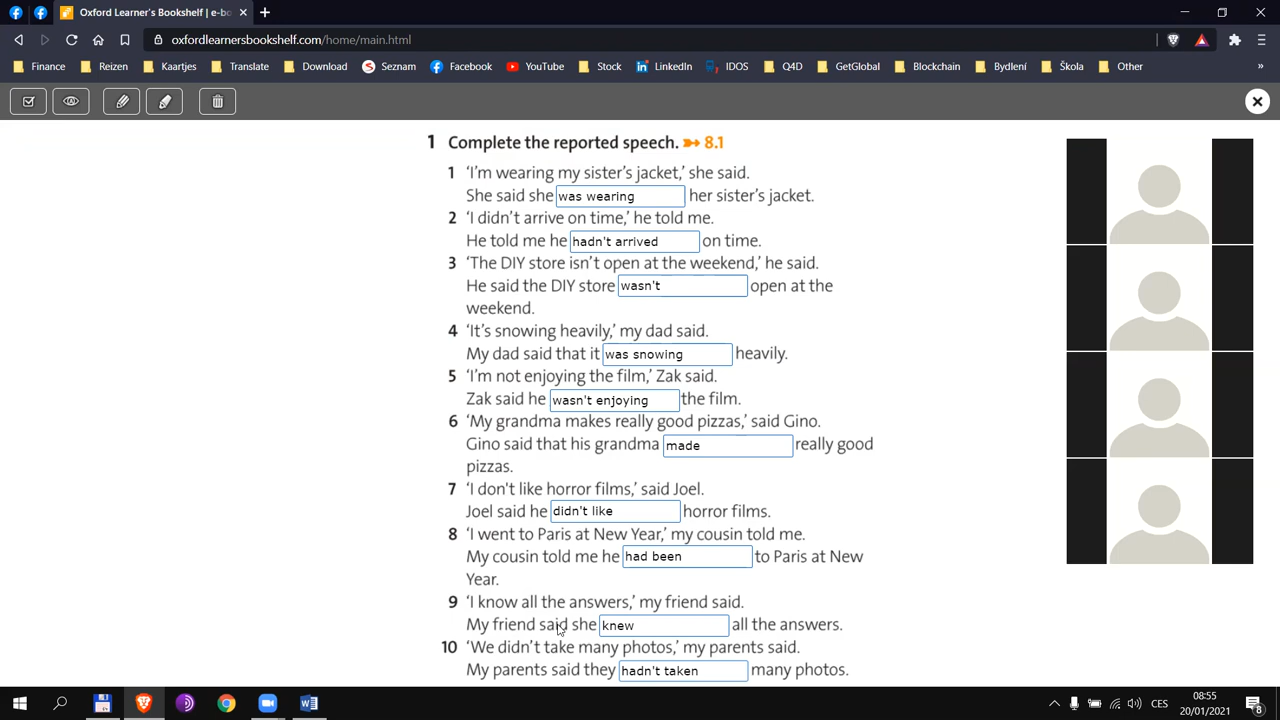 Oxford Learner's Bookshelf | e-bo
oxfordlearnersbookshelf.com/home/main.html
Finance Reizen Kaartjes Translate Download Seznam Facebook YouTube Stock LinkedIn IDOS Q4D GetGlobal Blockchain Bydlení Škola Other »
1 Complete the reported speech. 8.1
1 ‘I’m wearing my sister’s jacket,’ she said.
She said she was wearing her sister’s jacket.
2 ‘I didn’t arrive on time,’ he told me.
He told me he hadn't arrived on time.
3 ‘The DIY store isn’t open at the weekend,’ he said.
He said the DIY store wasn't open at the
weekend.
4 ‘It’s snowing heavily,’ my dad said.
My dad said that it was snowing heavily.
5 ‘I’m not enjoying the film,’ Zak said.
Zak said he wasn't enjoying the film.
6 ‘My grandma makes really good pizzas,’ said Gino.
Gino said that his grandma made really good
pizzas.
7 ‘I don't like horror films,’ said Joel.
Joel said he didn't like horror films.
8 ‘I went to Paris at New Year,’ my cousin told me.
My cousin told me he had been to Paris at New
Year.
9 ‘I know all the answers,’ my friend said.
My friend said she knew all the answers.
10 ‘We didn’t take many photos,’ my parents said.
My parents said they hadn't taken many photos.
CES
08:55
20/01/2021
8